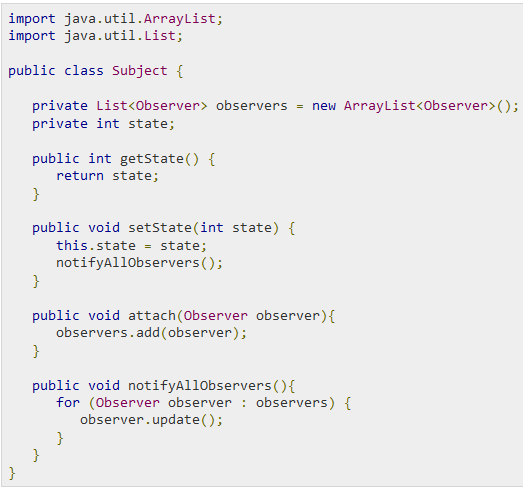 import java.util.ArrayList;
import java.util.List;

public class Subject {

   private List<Observer> observers = new ArrayList<Observer>();
   private int state;

   public int getState() {
      return state;
   }

   public void setState(int state) {
      this.state = state;
      notifyAllObservers();
   }

   public void attach(Observer observer){
      observers.add(observer);
   }

   public void notifyAllObservers(){
      for (Observer observer : observers) {
         observer.update();
      }
   }
}